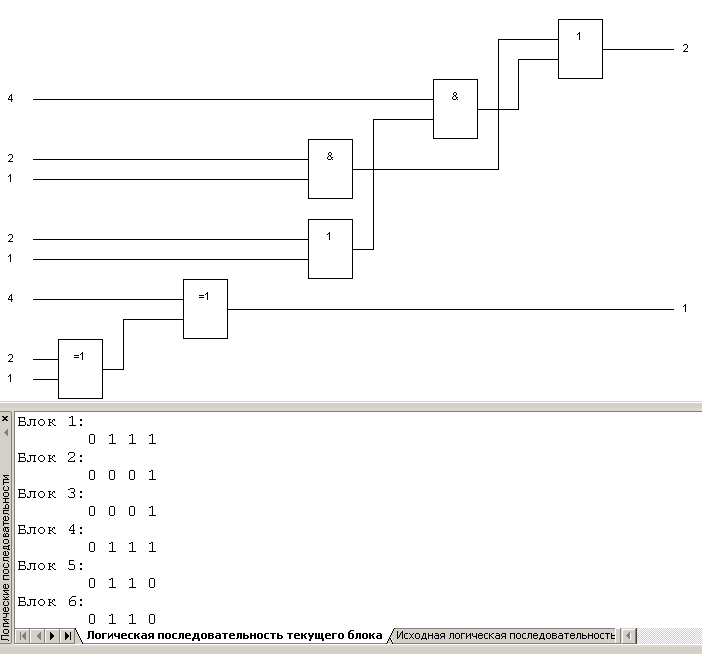 1
2
4
&
2
1
&
2
1
1
4
=1
1
2
1
=1
Логические последовательности
Блок 1:
0 1 1 1
Блок 2:
0 0 0 1
Блок 3:
0 0 0 1
Блок 4:
0 1 1 1
Блок 5:
0 1 1 0
Блок 6:
0 1 1 0
Логическая последовательность текущего блока
Исходная логическая последовательность